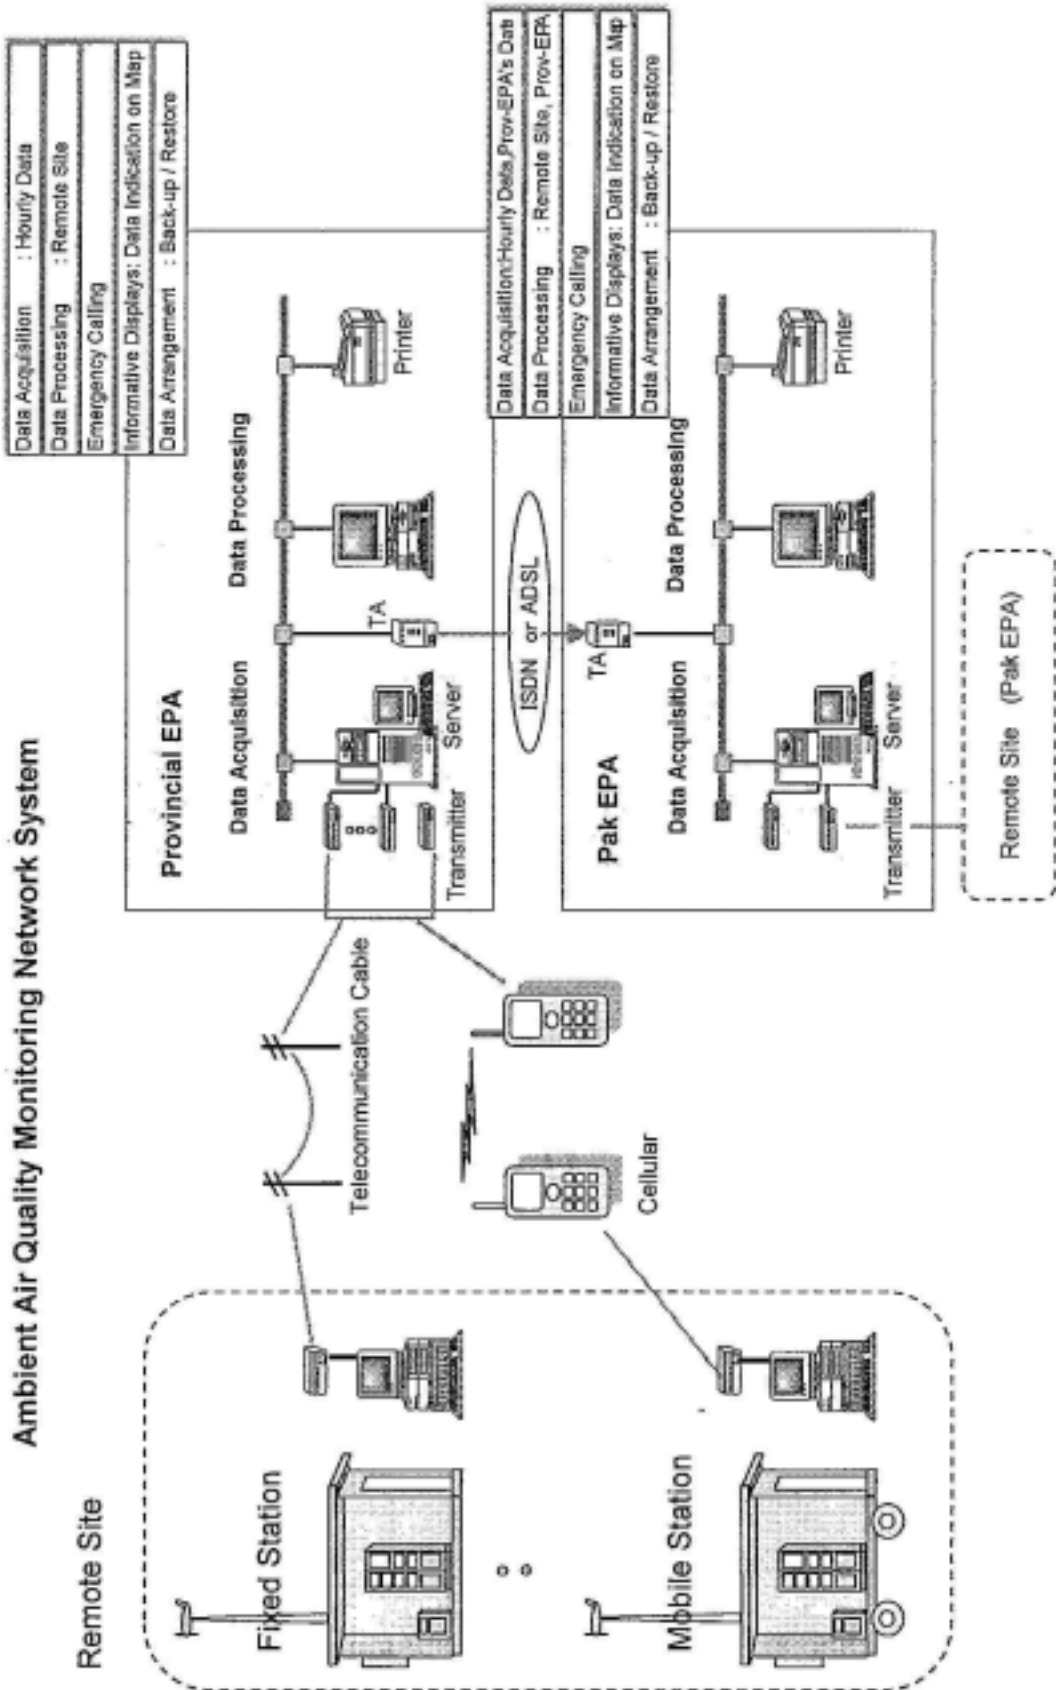 Ambient Air Quality Monitoring Network System
Remote Site
Fixed Station
Mobile Station
Telecommunication Cable
Cellular
Provincial EPA
Data Acquisition
Data Processing
Transmitter
Server
TA
Printer
Data Acquisition : Hourly Data
Data Processing : Remote Site
Emergency Calling
Informative Displays: Data Indication on Map
Data Arrangement : Back-up / Restore
ISDN or ADSL
Pak EPA
TA
Data Acquisition
Data Processing
Transmitter
Server
Printer
Data Acquisition:Hourly Data,Prov-EPA's Data
Data Processing : Remote Site, Prov-EPA
Emergency Calling
Informative Displays: Data Indication on Map
Data Arrangement : Back-up / Restore
Remote Site (Pak EPA)